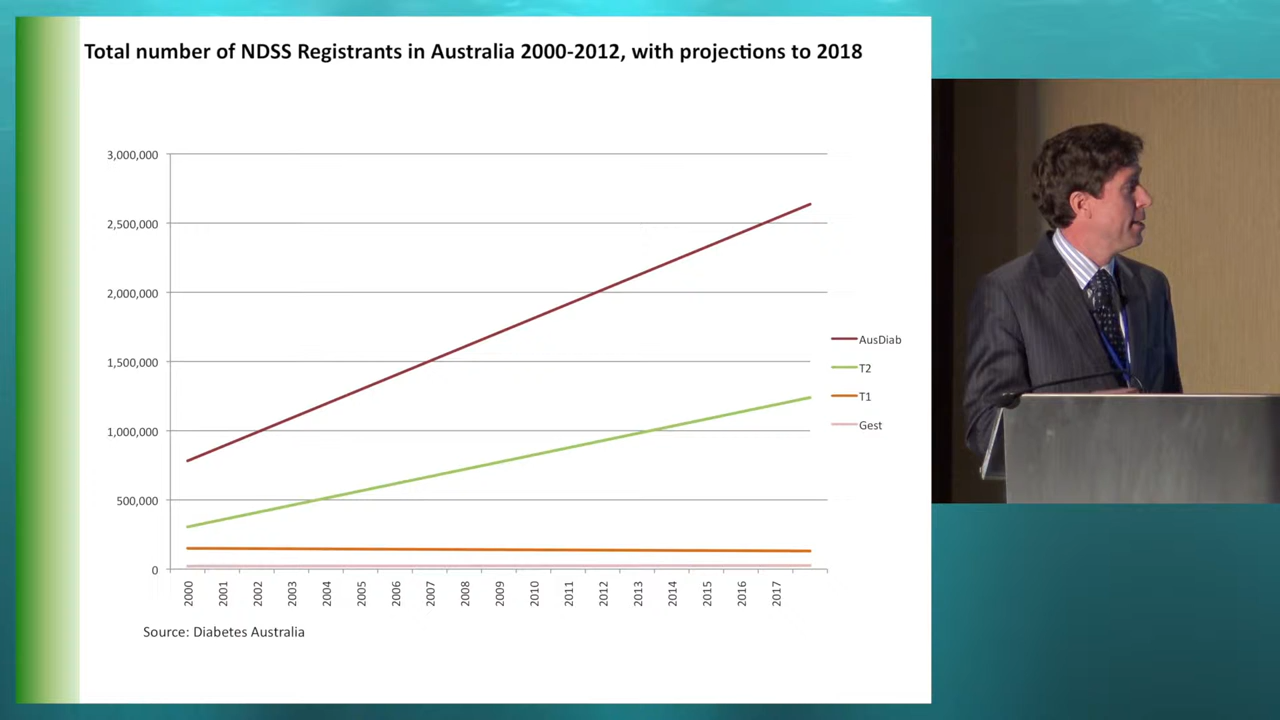 Total number of NDSS Registrants in Australia 2000-2012, with projections to 2018
3,000,000
2,500,000
2,000,000
1,500,000
1,000,000
500,000
0
2000 2001 2002 2003 2004 2005 2006 2007 2008 2009 2010 2011 2012 2013 2014 2015 2016 2017
AusDiab
T2
T1
Gest
Source: Diabetes Australia